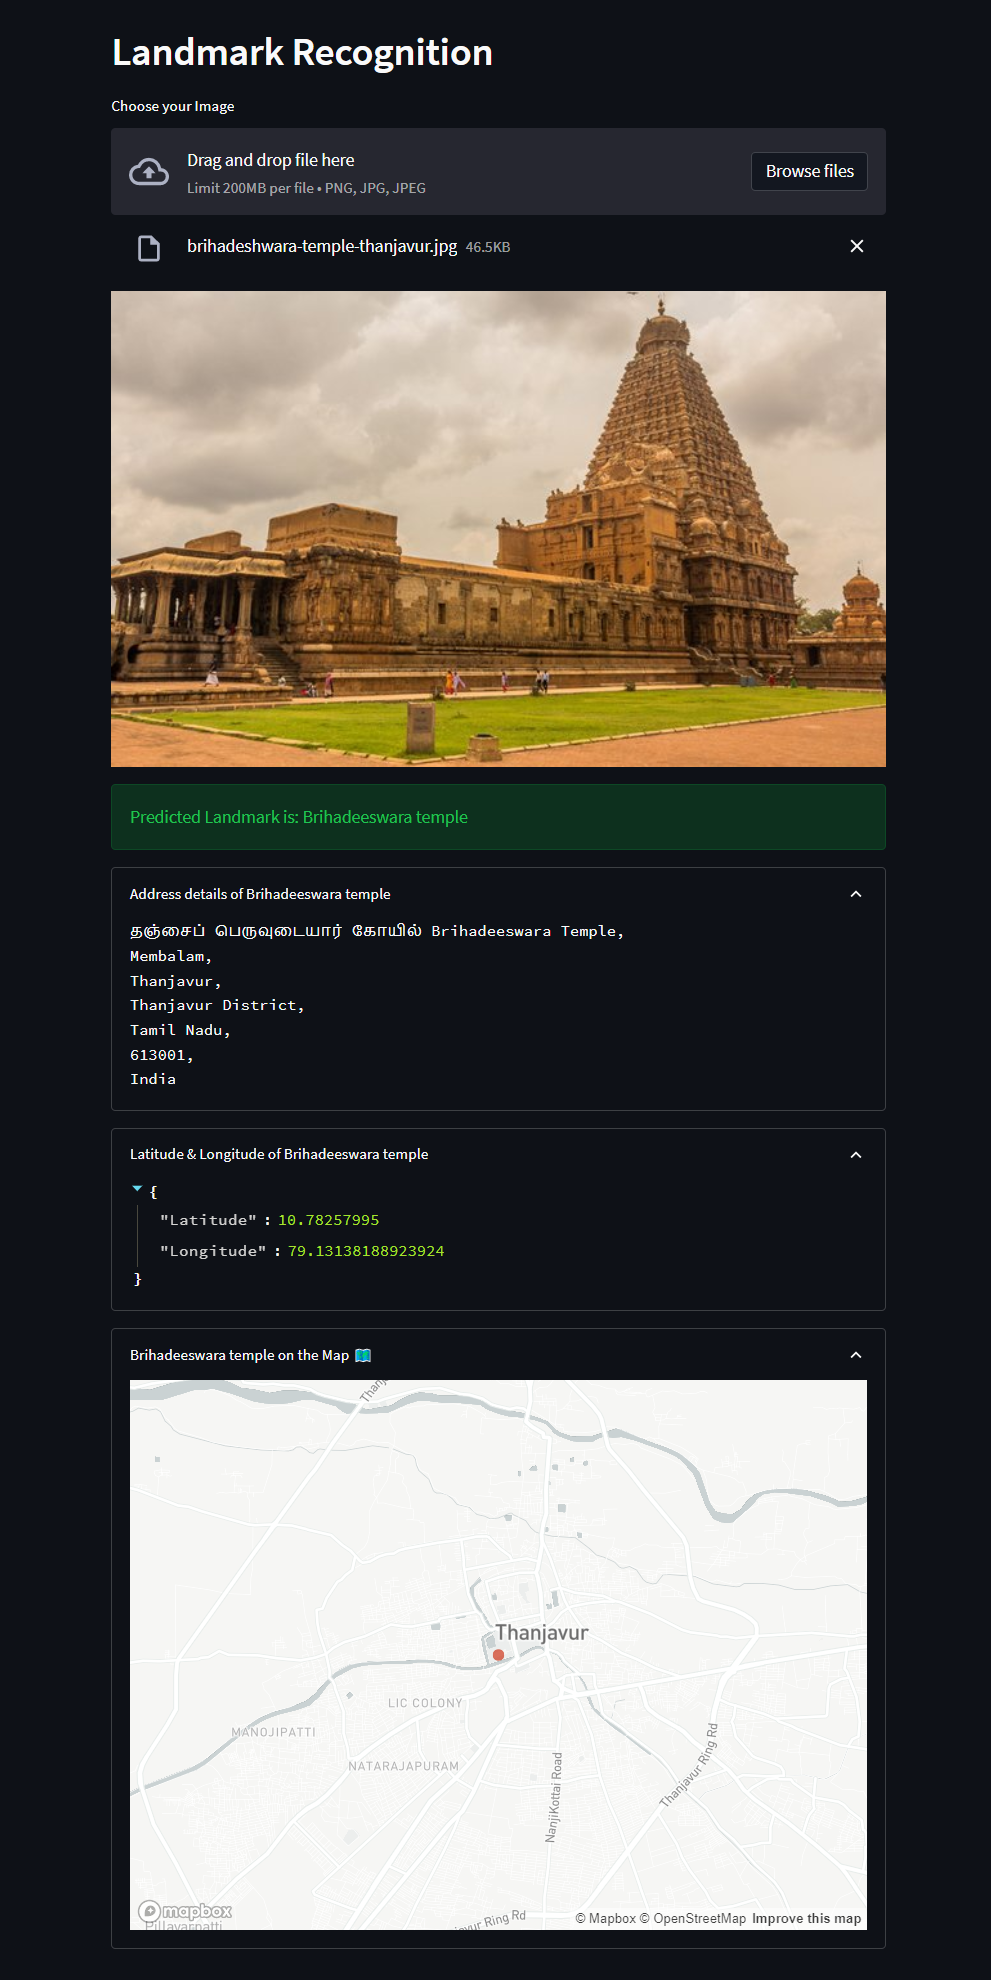 Landmark Recognition
Choose your Image
Drag and drop file here
Limit 200MB per file • PNG, JPG, JPEG
Browse files
brihadeshwara-temple-thanjavur.jpg 46.5KB
Predicted Landmark is: Brihadeeswara temple
Address details of Brihadeeswara temple
தஞ்சைப் பெருவுடையார் கோயில் Brihadeeswara Temple,
Membalam,
Thanjavur,
Thanjavur District,
Tamil Nadu,
613001,
India
Latitude & Longitude of Brihadeeswara temple
{
"Latitude" : 10.78257995
"Longitude" : 79.13138188923924
}
Brihadeeswara temple on the Map
Thanjavur
LIC COLONY
MANOJIPATTI
NATARAJAPURAM
NanjiKottai Road
Thanjavur Ring Rd
mapbox
Pillayarpatti
avur Ring Rd
© Mapbox © OpenStreetMap Improve this map